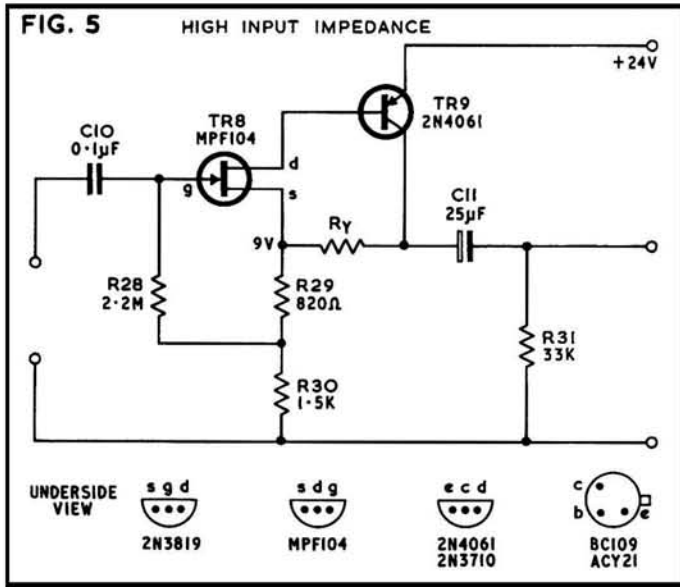 FIG. 5
HIGH INPUT IMPEDANCE
+24V
TR9
2N4061
TR8
MPF104
C10
0·1µF
d
g
s
C11
25µF
9V
RY
R28
2·2M
R29
820Ω
R31
33K
R30
1·5K
UNDERSIDE
VIEW
s g d
2N3819
s d g
MPF104
e c d
2N4061
2N3710
c
b
e
BC109
ACY21